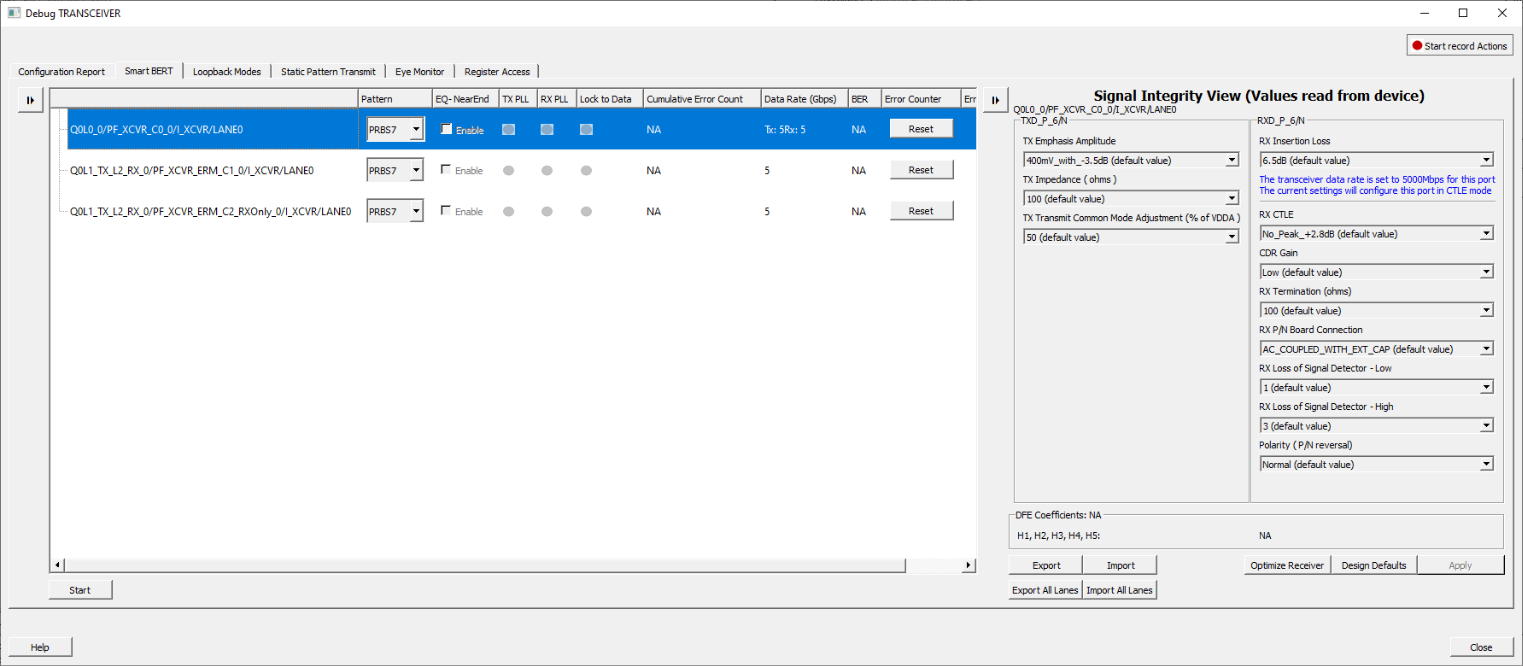 Debug TRANSCEIVER
Start record Actions
Configuration Report Smart BERT Loopback Modes Static Pattern Transmit Eye Monitor Register Access
Pattern EQ- NearEnd TX PLL RX PLL Lock to Data Cumulative Error Count Data Rate (Gbps) BER Error Counter Err
Q0L0_0/PF_XCVR_C0_0/I_XCVR/LANE0 PRBS7 Enable NA Tx: 5Rx: 5 NA Reset
Q0L1_TX_L2_RX_0/PF_XCVR_ERM_C1_0/I_XCVR/LANE0 PRBS7 Enable NA 5 NA Reset
Q0L1_TX_L2_RX_0/PF_XCVR_ERM_C2_RXOnly_0/I_XCVR/LANE0 PRBS7 Enable NA 5 NA Reset
Start
Signal Integrity View (Values read from device)
Q0L0_0/PF_XCVR_C0_0/I_XCVR/LANE0
TXD_P_6/N
TX Emphasis Amplitude
400mV_with_-3.5dB (default value)
TX Impedance ( ohms )
100 (default value)
TX Transmit Common Mode Adjustment (% of VDDA )
50 (default value)
RXD_P_6/N
RX Insertion Loss
6.5dB (default value)
The transceiver data rate is set to 5000Mbps for this port
The current settings will configure this port in CTLE mode
RX CTLE
No_Peak_+2.8dB (default value)
CDR Gain
Low (default value)
RX Termination (ohms)
100 (default value)
RX P/N Board Connection
AC_COUPLED_WITH_EXT_CAP (default value)
RX Loss of Signal Detector - Low
1 (default value)
RX Loss of Signal Detector - High
3 (default value)
Polarity ( P/N reversal)
Normal (default value)
DFE Coefficients: NA
H1, H2, H3, H4, H5: NA
Export Import Optimize Receiver Design Defaults Apply
Export All Lanes Import All Lanes
Help Close